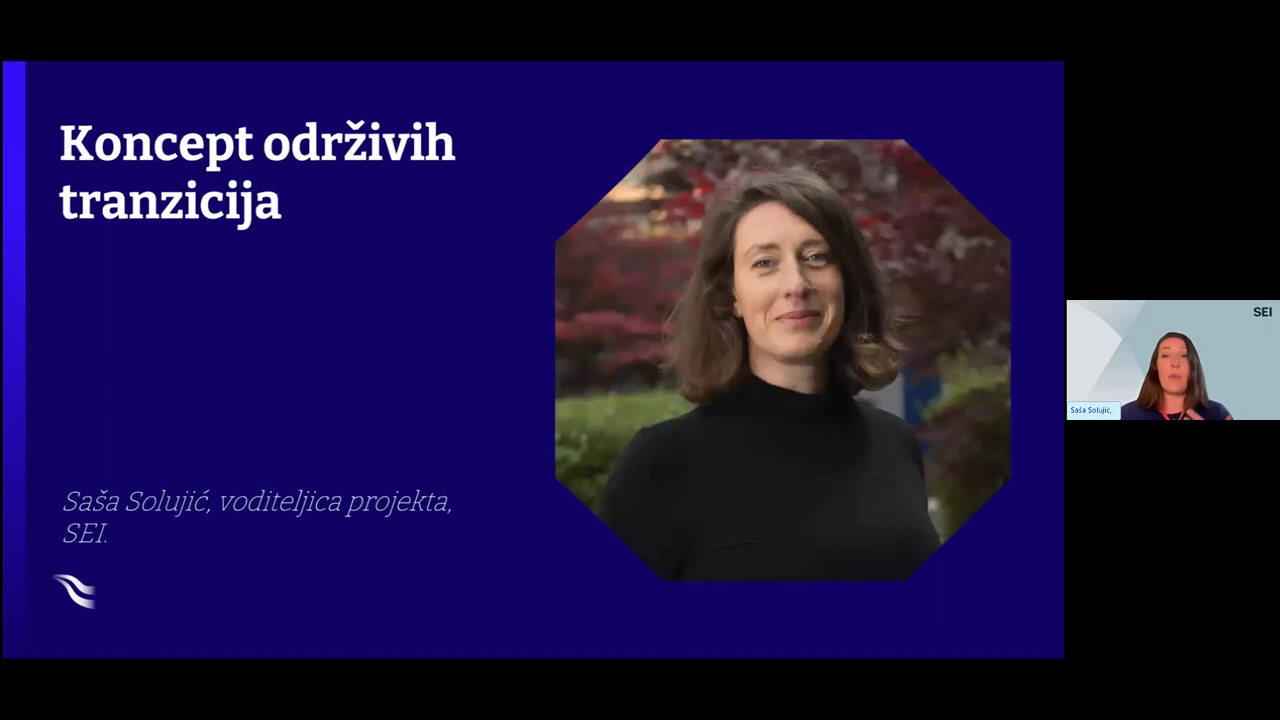 Koncept održivih
tranzicija
Saša Solujić, voditeljica projekta,
SEI.
SEI
Saša Solujić,